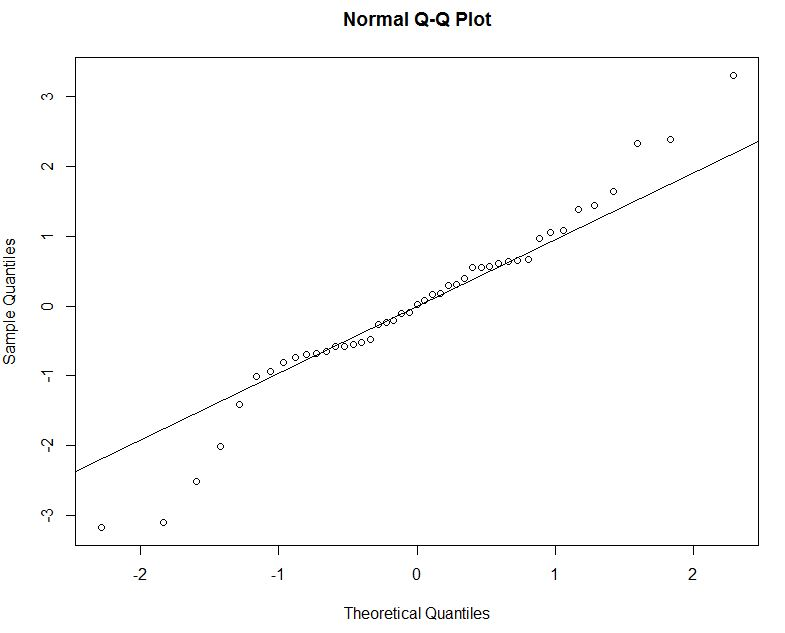 Normal Q-Q Plot
Sample Quantiles
3
2
1
0
-1
-2
-3
-2 -1 0 1 2
Theoretical Quantiles